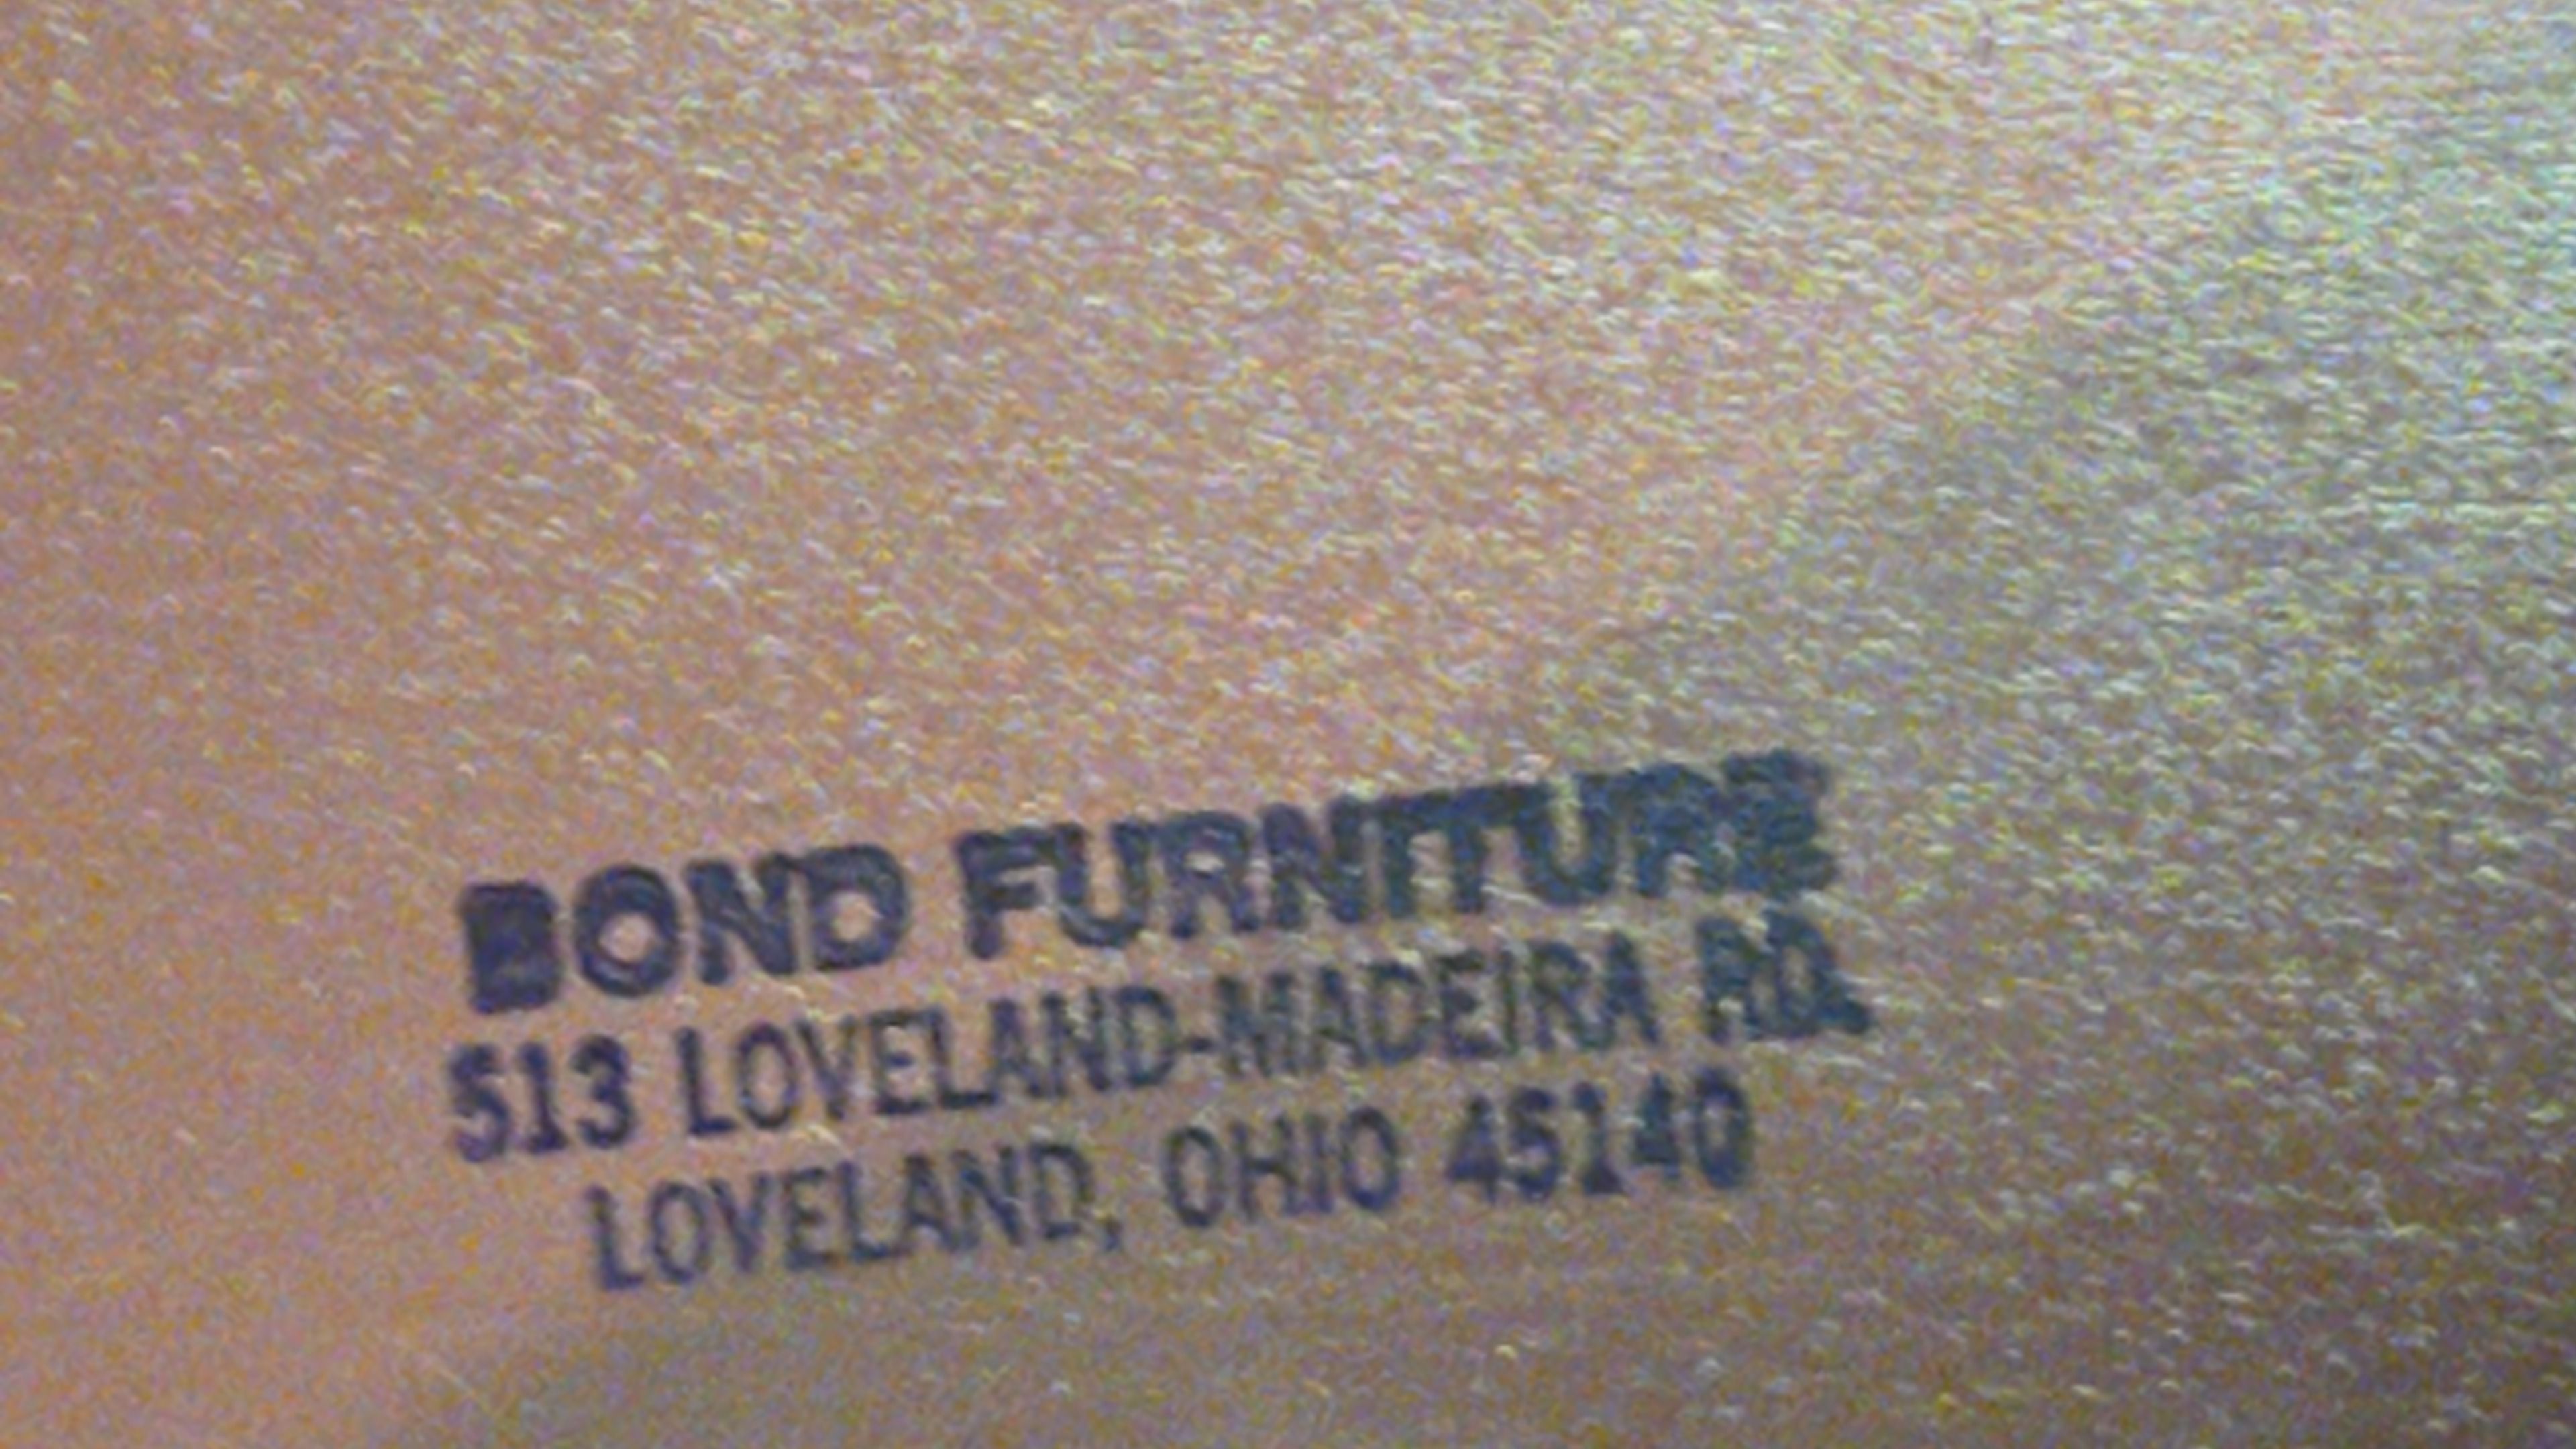 BOND FURNITURE
513 LOVELAND-MADEIRA RD.
LOVELAND, OHIO 45140